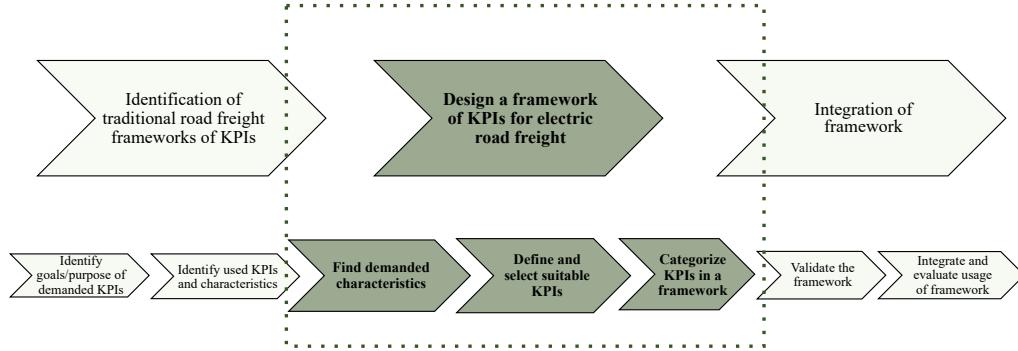 Identification of
traditional road freight
frameworks of KPIs
Design a framework
of KPIs for electric
road freight
Integration of
framework
Identify
goals/purpose of
demanded KPIs
Identify used KPIs
and characteristics
Find demanded
characteristics
Define and
select suitable
KPIs
Categorize
KPIs in a
framework
Validate the
framework
Integrate and
evaluate usage
of framework